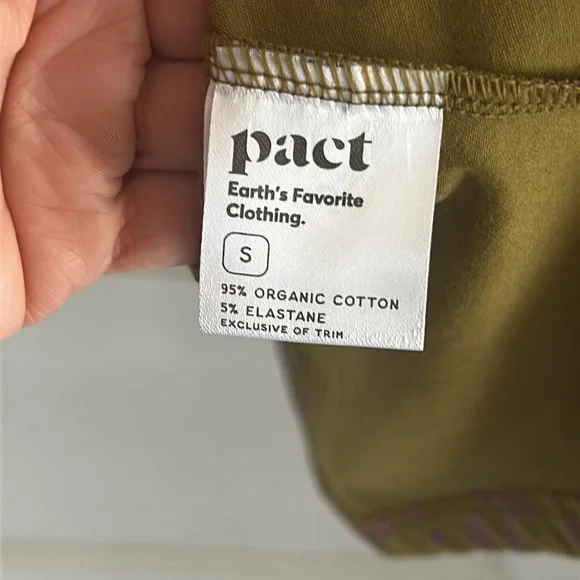 pact
Earth's Favorite
Clothing.
S
95% ORGANIC COTTON
5% ELASTANE
EXCLUSIVE OF TRIM